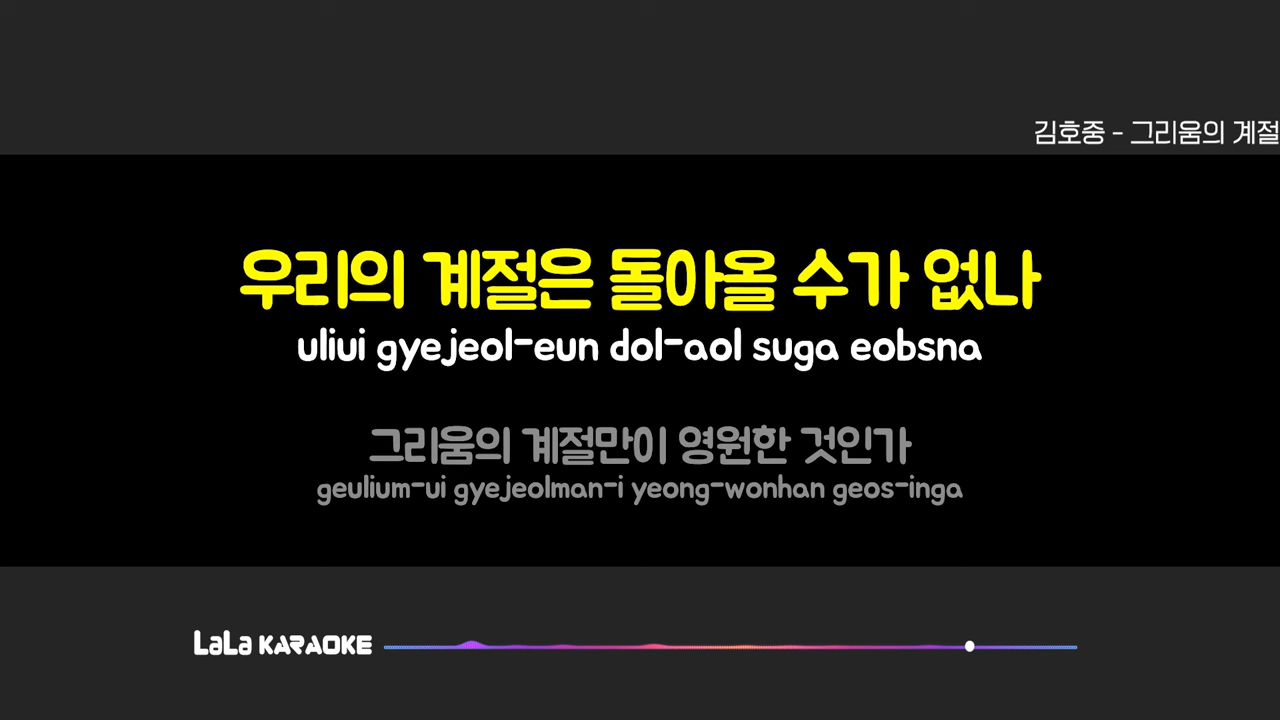 김호중 - 그리움의 계절
우리의 계절은 돌아올 수가 없나
uliui gyejeol-eun dol-aol suga eobsna
그리움의 계절만이 영원한 것인가
geulium-ui gyejeolman-i yeong-wonhan geos-inga
LaLa KARAOKE